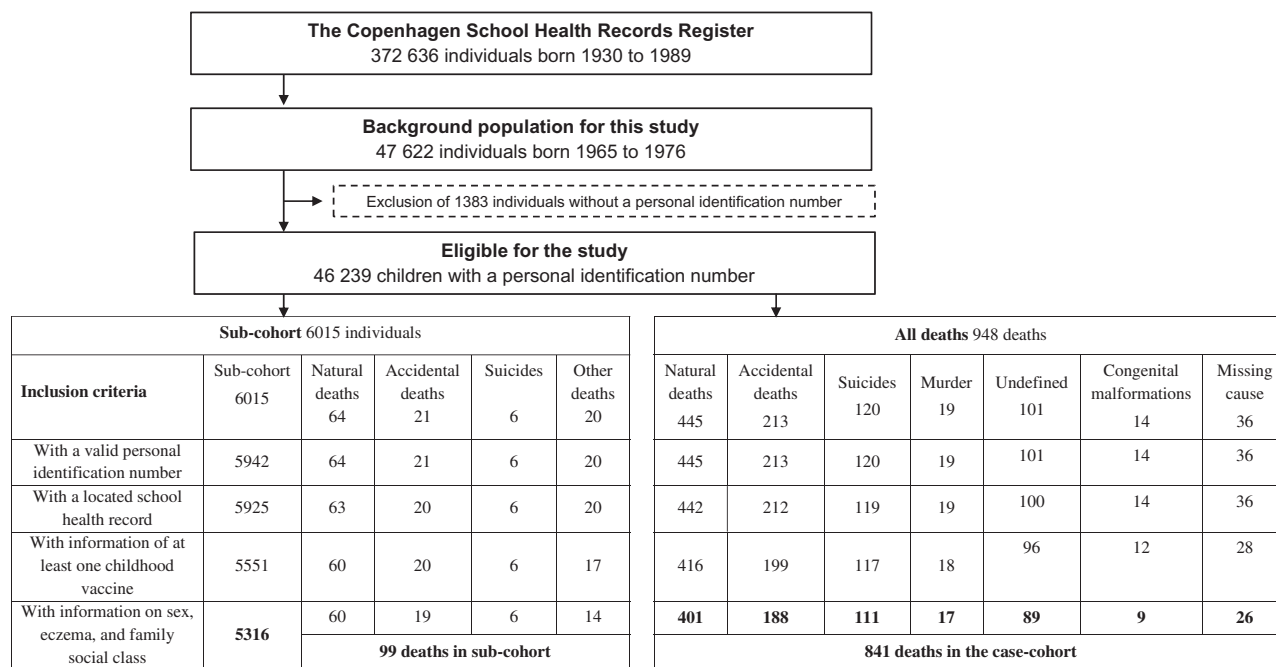 The Copenhagen School Health Records Register
372 636 individuals born 1930 to 1989
Background population for this study
47 622 individuals born 1965 to 1976
Exclusion of 1383 individuals without a personal identification number
Eligible for the study
46 239 children with a personal identification number
Sub-cohort 6015 individuals
Inclusion criteria
Sub-cohort
6015
Natural
deaths
64
Accidental
deaths
21
Suicides
6
Other
deaths
20
With a valid personal
identification number
5942 64 21 6 20
With a located school
health record
5925 63 20 6 20
With information of at
least one childhood
vaccine
5551 60 20 6 17
With information on sex,
eczema, and family
social class
5316
60 19 6 14
99 deaths in sub-cohort
All deaths 948 deaths
Natural
deaths
445
Accidental
deaths
213
Suicides
120
Murder
19
Undefined
101
Congenital
malformations
14
Missing
cause
36
445 213 120 19 101 14 36
442 212 119 19 100 14 36
416 199 117 18 96 12 28
401 188 111 17 89 9 26
841 deaths in the case-cohort